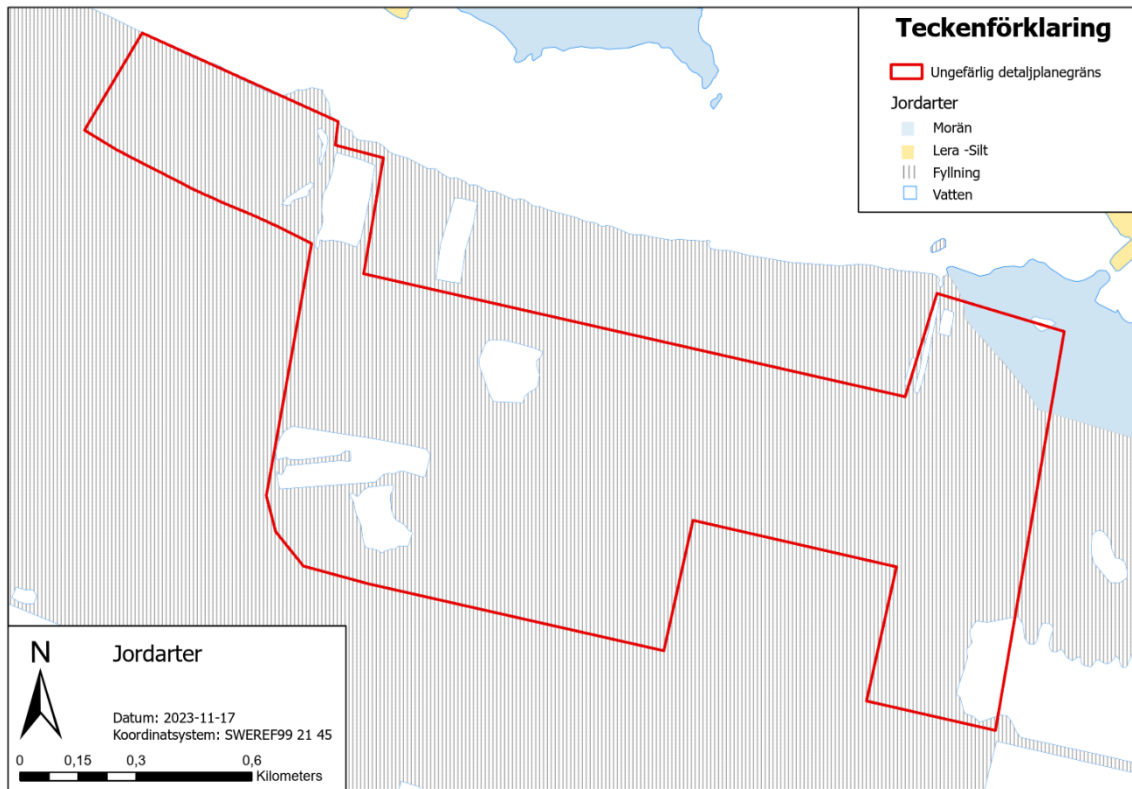 Teckenförklaring
Ungefärlig detaljplanegräns
Jordarter
Morän
Lera -Silt
Fyllning
Vatten
N
Jordarter
Datum: 2023-11-17
Koordinatsystem: SWEREF99 21 45
0 0,15 0,3 0,6
Kilometers